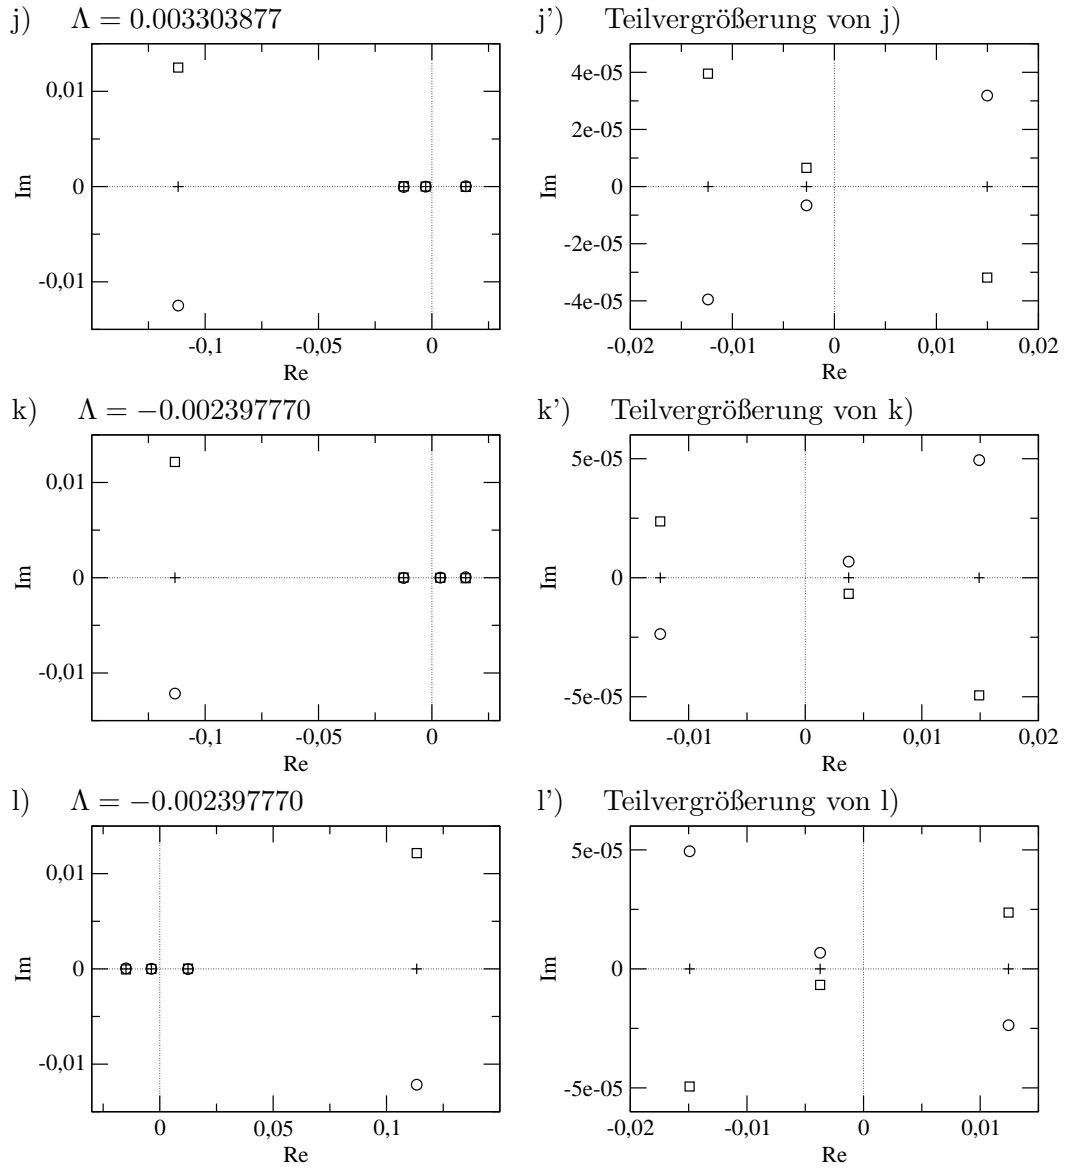 j) Λ = 0.003303877
j') Teilvergrößerung von j)
0,01
0
-0,01
Im
-0,1 -0,05 0
Re
4e-05
2e-05
0
-2e-05
-4e-05
Im
-0,02 -0,01 0 0,01 0,02
Re
k) Λ = −0.002397770
k') Teilvergrößerung von k)
0,01
0
-0,01
Im
-0,1 -0,05 0
Re
5e-05
0
-5e-05
Im
-0,01 0 0,01 0,02
Re
l) Λ = −0.002397770
l') Teilvergrößerung von l)
0,01
0
-0,01
Im
0 0,05 0,1
Re
5e-05
0
-5e-05
Im
-0,02 -0,01 0 0,01
Re